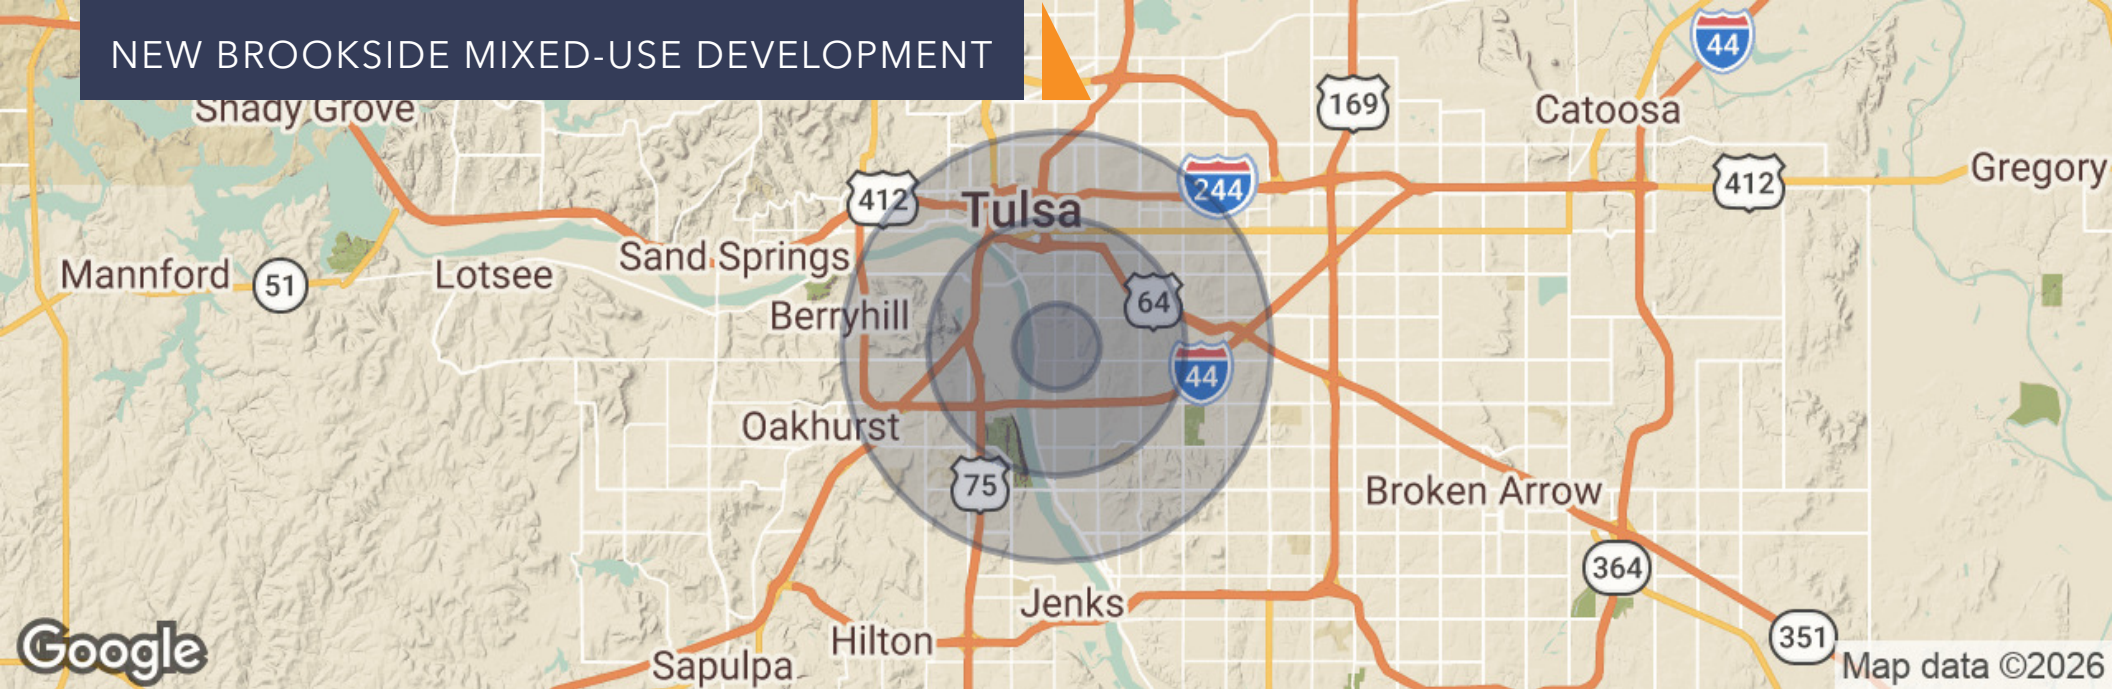 NEW BROOKSIDE MIXED-USE DEVELOPMENT
44
Shady Grove
169
Catoosa
412
244
412
Gregory
Tulsa
Sand Springs
Mannford
51
Lotsee
Berryhill
64
44
Oakhurst
75
Broken Arrow
364
Jenks
Hilton
351
Sapulpa
Google
Map data ©2026